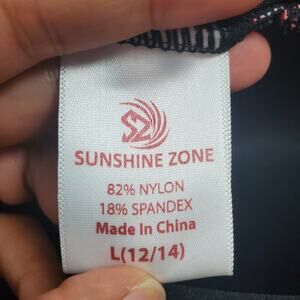 SZ
SUNSHINE ZONE
82% NYLON
18% SPANDEX
Made In China
L(12/14)